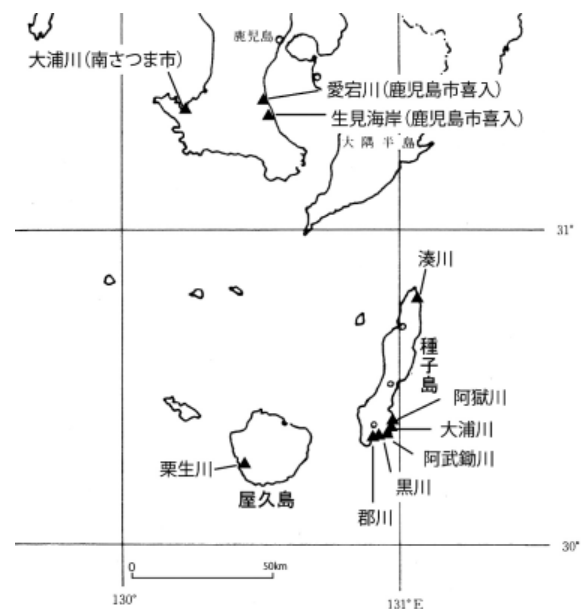 鹿児島
大浦川(南さつま市)
愛宕川(鹿児島市喜入)
生見海岸(鹿児島市喜入)
大隅半島
31°
湊川
種子島
阿獄川
大浦川
阿武鋤川
黒川
郡川
栗生川
屋久島
30°
0 50km
130°
131°E